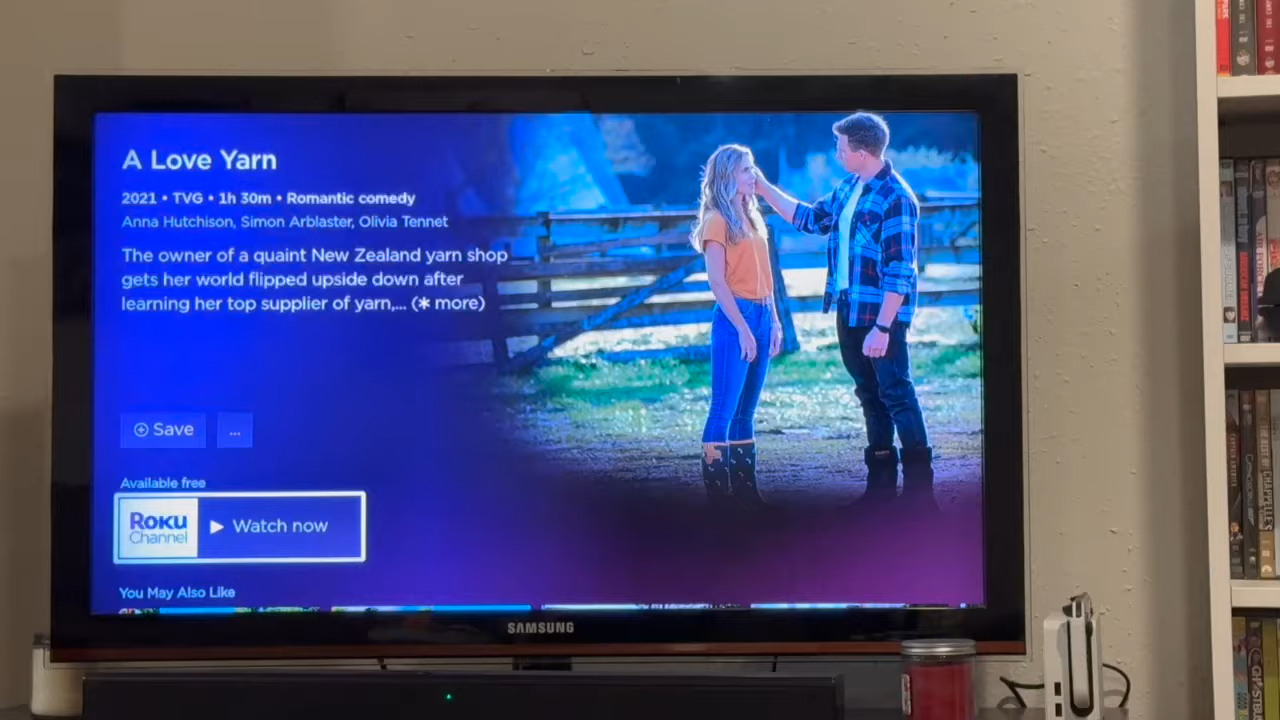 A Love Yarn
2021 • TVG • 1h 30m • Romantic comedy
Anna Hutchison, Simon Arblaster, Olivia Tennet
The owner of a quaint New Zealand yarn shop
gets her world flipped upside down after
learning her top supplier of yarn,... (✱ more)
Save
...
Available free
ROKU
Channel
Watch now
You May Also Like
SAMSUNG